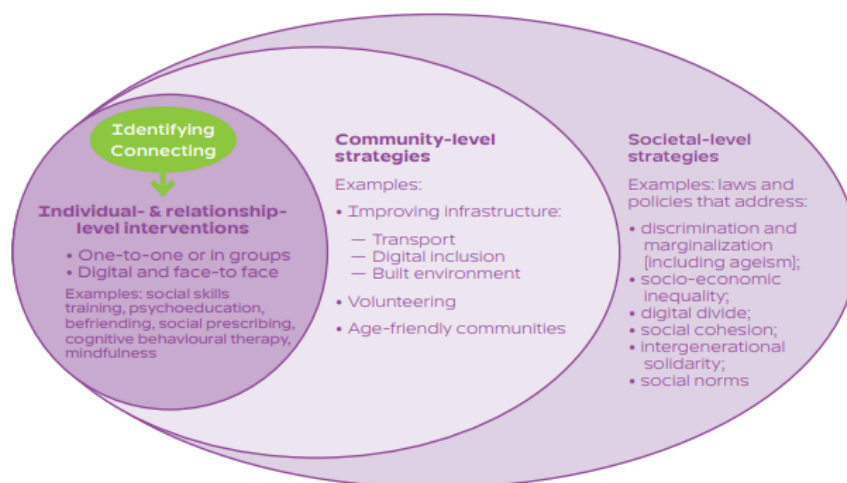 Identifying
Connecting
Individual- & relationship-
level interventions
• One-to-one or in groups
• Digital and face-to face
Examples: social skills
training, psychoeducation,
befriending, social prescribing,
cognitive behavioural therapy,
mindfulness
Community-level
strategies
Examples:
• Improving infrastructure:
— Transport
— Digital inclusion
— Built environment
• Volunteering
• Age-friendly communities
Societal-level
strategies
Examples: laws and
policies that address:
• discrimination and
marginalization
(including ageism);
• socio-economic
inequality;
• digital divide;
• social cohesion;
• intergenerational
solidarity;
• social norms